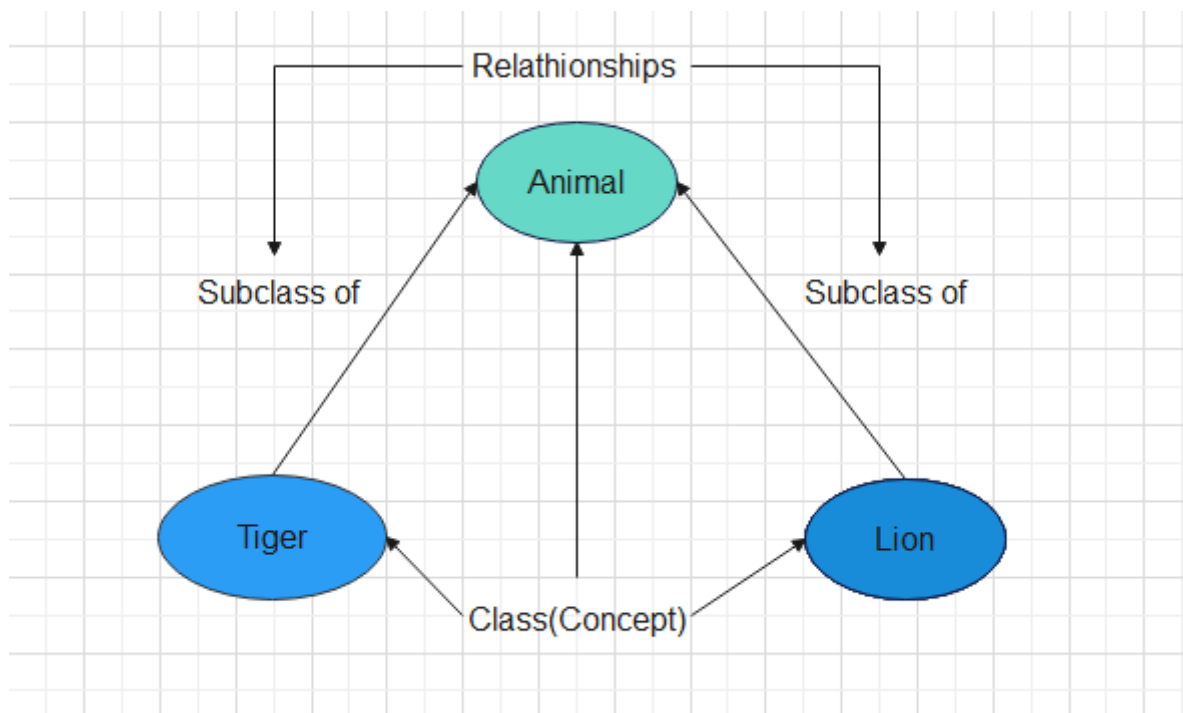 Relathionships
Animal
Subclass of
Subclass of
Tiger
Lion
Class(Concept)